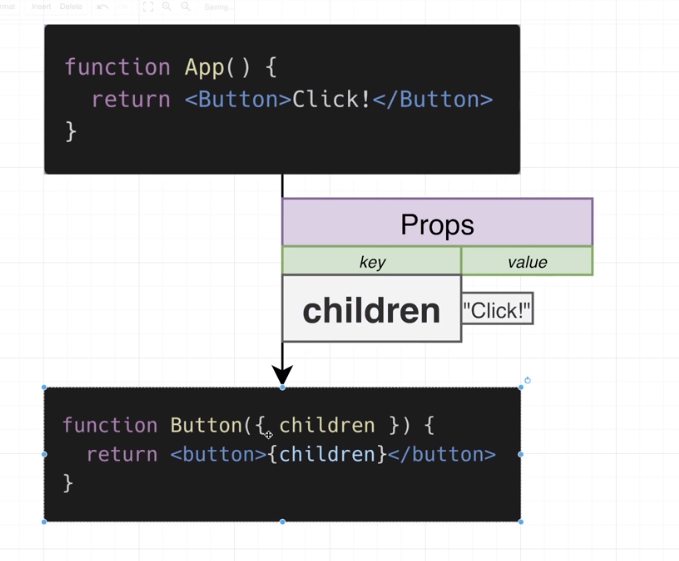 Insert Delete
Saving...
function App() {
  return <Button>Click!</Button>
}
Props
key value
children "Click!"
function Button({ children }) {
  return <button>{children}</button>
}